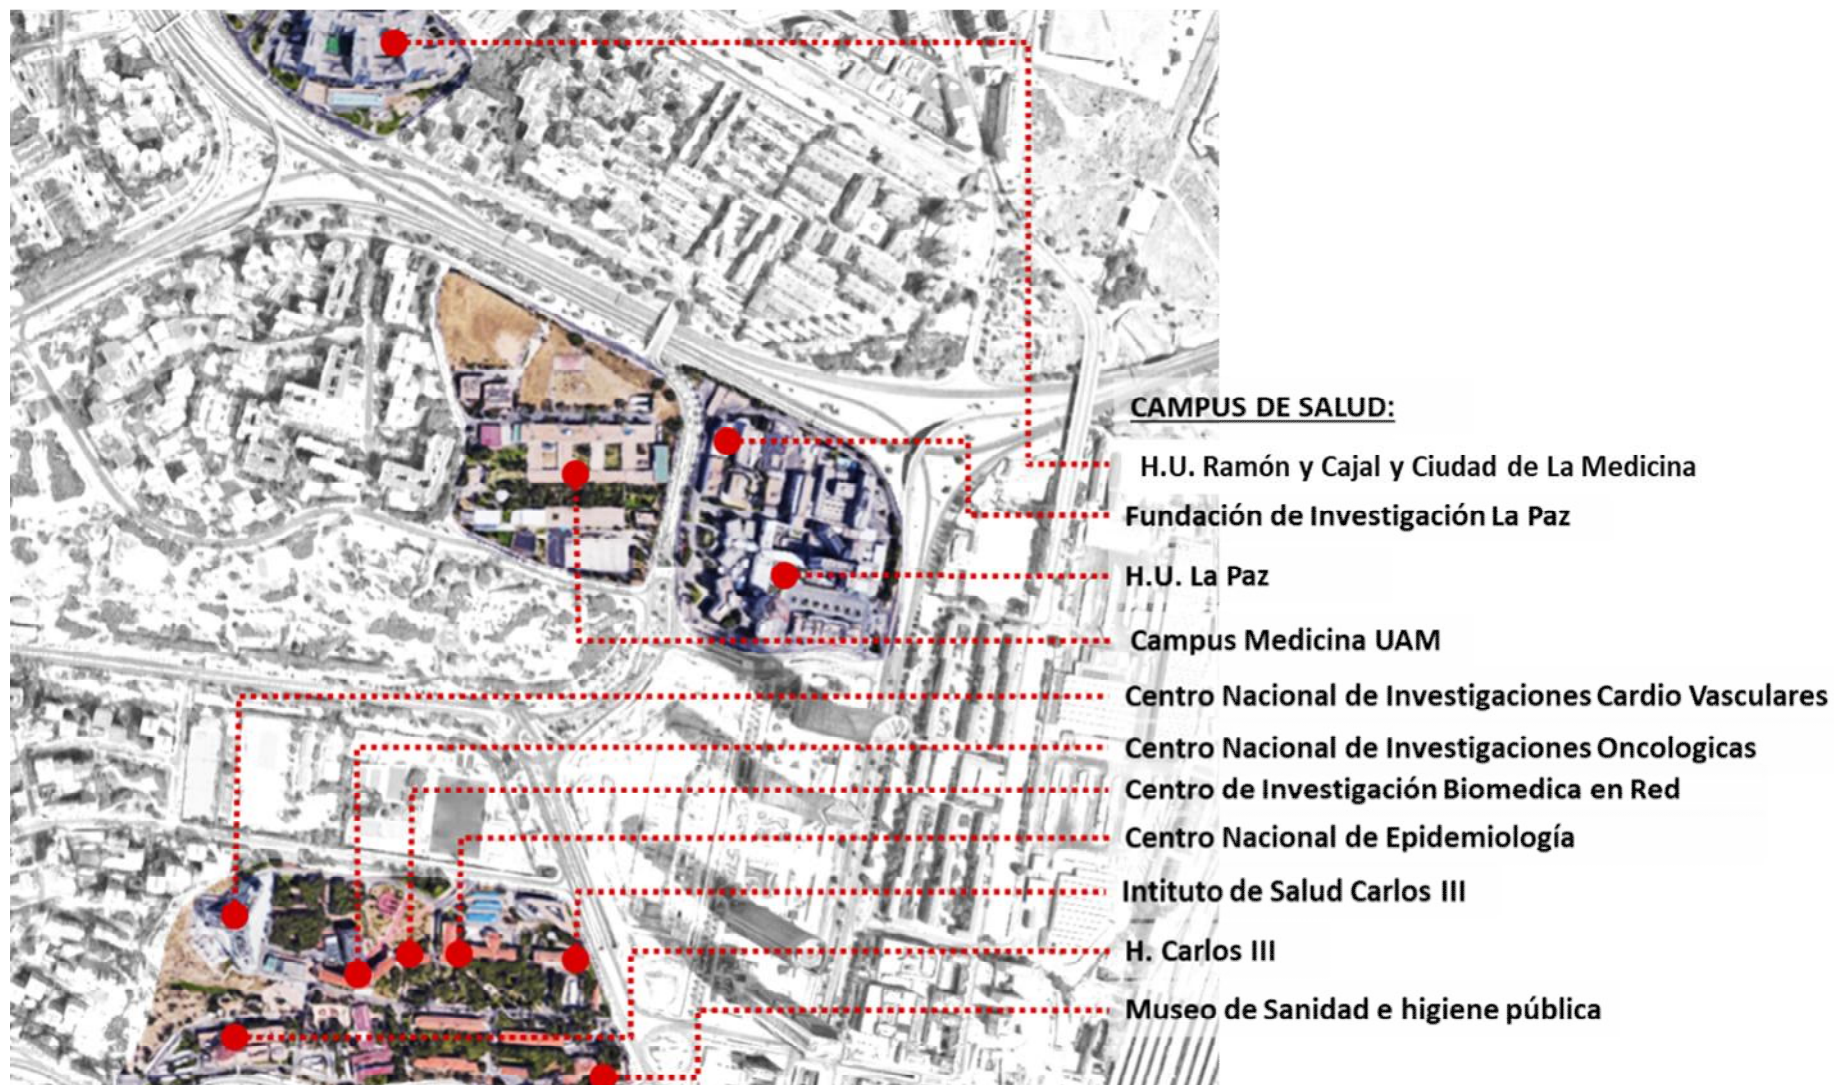 CAMPUS DE SALUD:
H.U. Ramón y Cajal y Ciudad de La Medicina
Fundación de Investigación La Paz
H.U. La Paz
Campus Medicina UAM
Centro Nacional de Investigaciones Cardio Vasculares
Centro Nacional de Investigaciones Oncologicas
Centro de Investigación Biomedica en Red
Centro Nacional de Epidemiología
Intituto de Salud Carlos III
H. Carlos III
Museo de Sanidad e higiene pública